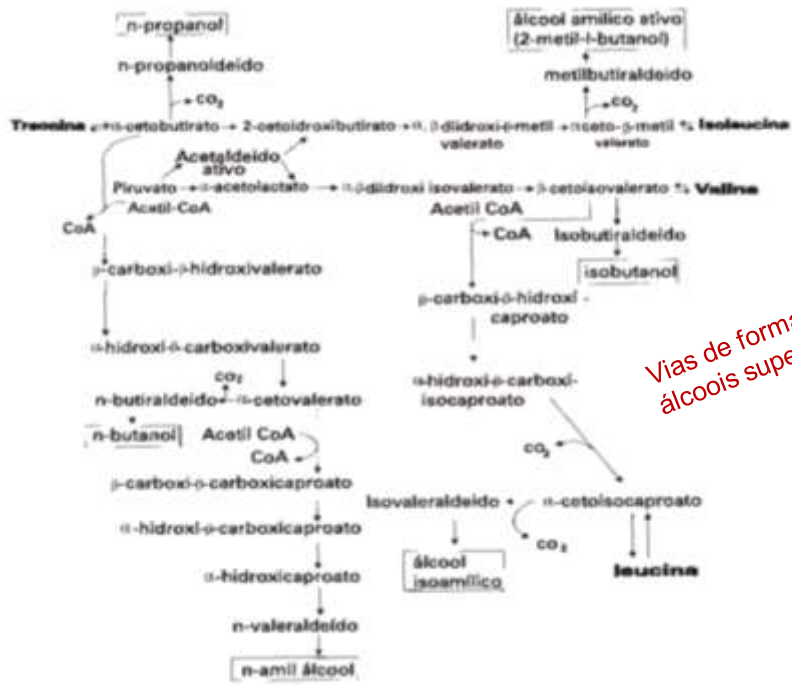 n-propanol
n-propanoldeído
CO₂
álcool amílico ativo
(2-metil-l-butanol)
metilbutiraldeído
CO₂
Treonina
α-cetobutirato
2-cetoidroxibutirato
diidroxi-β-metil
valerato
metil
valerato
Isoleucina
Acetaldeído
ativo
Piruvato
α-acetolactato
diidroxi isovalerato
β-cetoisovalerato
Valina
Acetil-CoA
CoA
Acetil CoA
CoA
Isobutiraldeído
isobutanol
β-carboxi-β-hidroxivalerato
β-carboxi-β-hidroxi-
caproato
α-hidroxi-β-carboxivalerato
CO₂
n-butiraldeído
α-cetovalerato
α-hidroxi-β-carboxi-
isocaproato
n-butanol
Acetil CoA
CoA
CO₂
β-carboxi-β-carboxicaproato
Isovaleraldeído
α-cetoisocaproato
CO₂
α-hidroxi-β-carboxicaproato
álcool
isoamílico
leucina
α-hidroxicaproato
n-valeraldeído
n-amil álcool
Vias de forma
álcoois supe